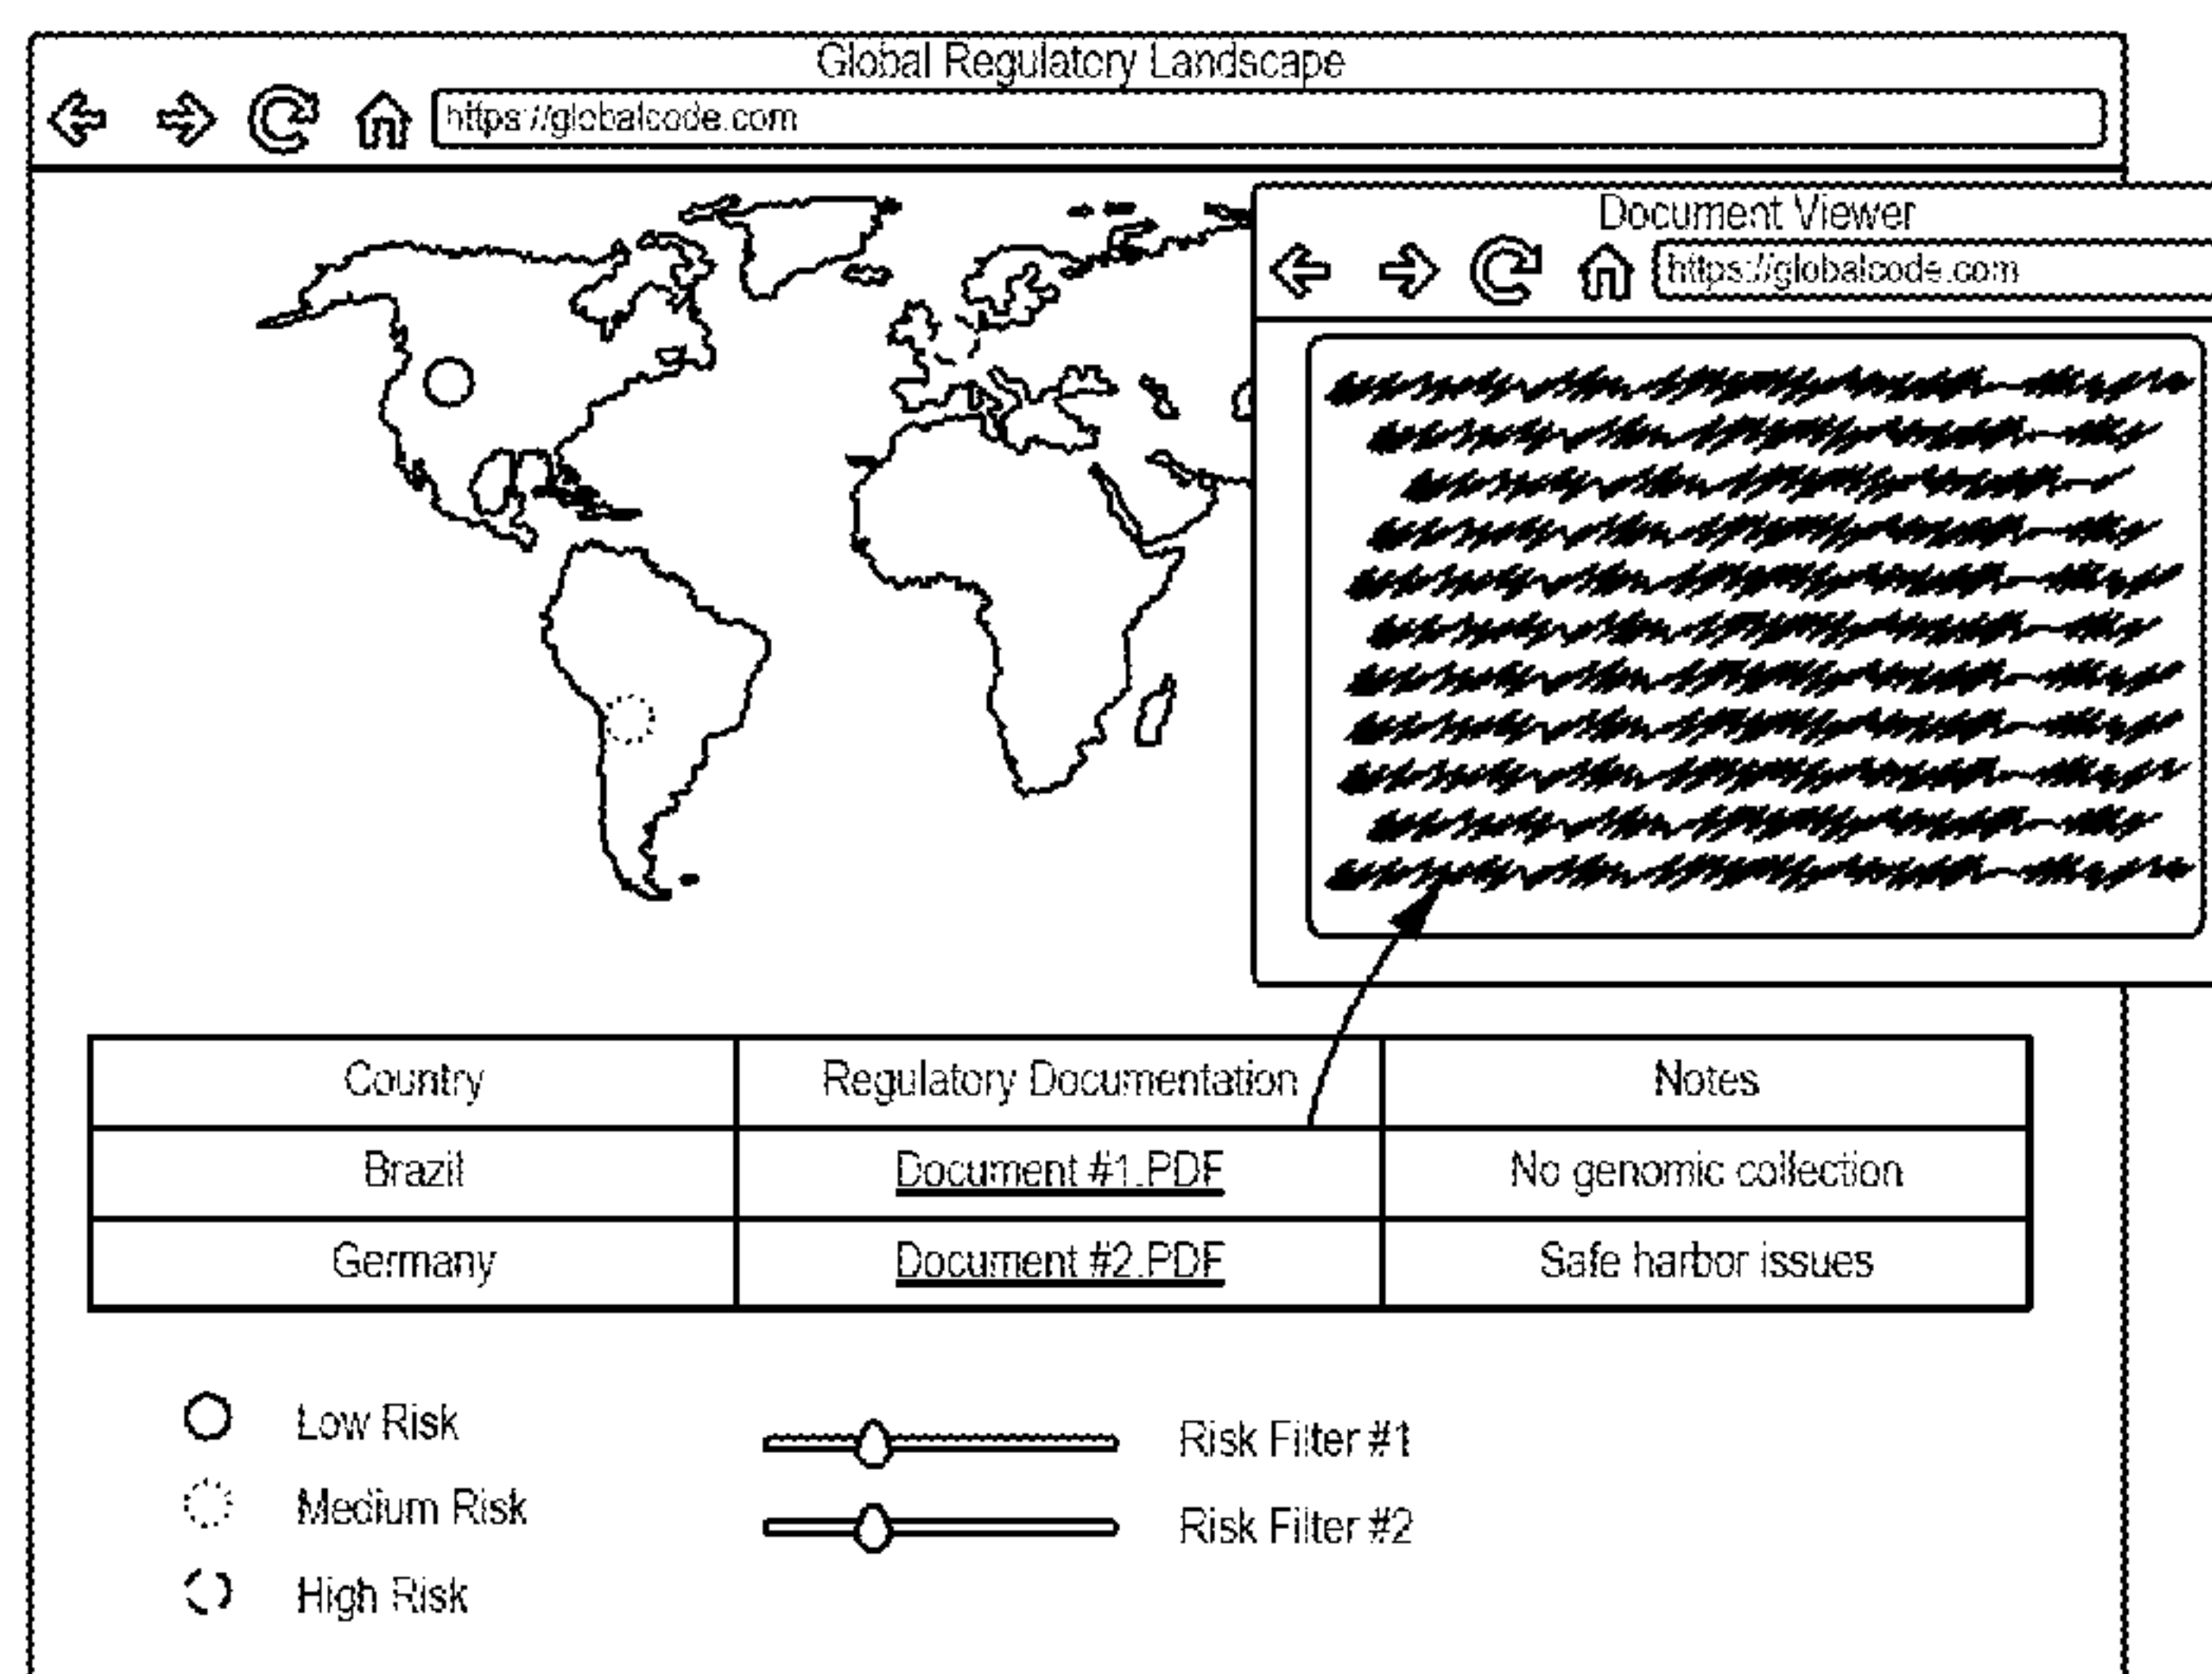 Global Regulatory Landscape
https://globalcode.com
Document Viewer
https://globalcode.com
Country Regulatory Documentation Notes
Brazil Document #1.PDF No genomic collection
Germany Document #2.PDF Safe harbor issues
Low Risk
Risk Filter #1
Medium Risk
Risk Filter #2
High Risk